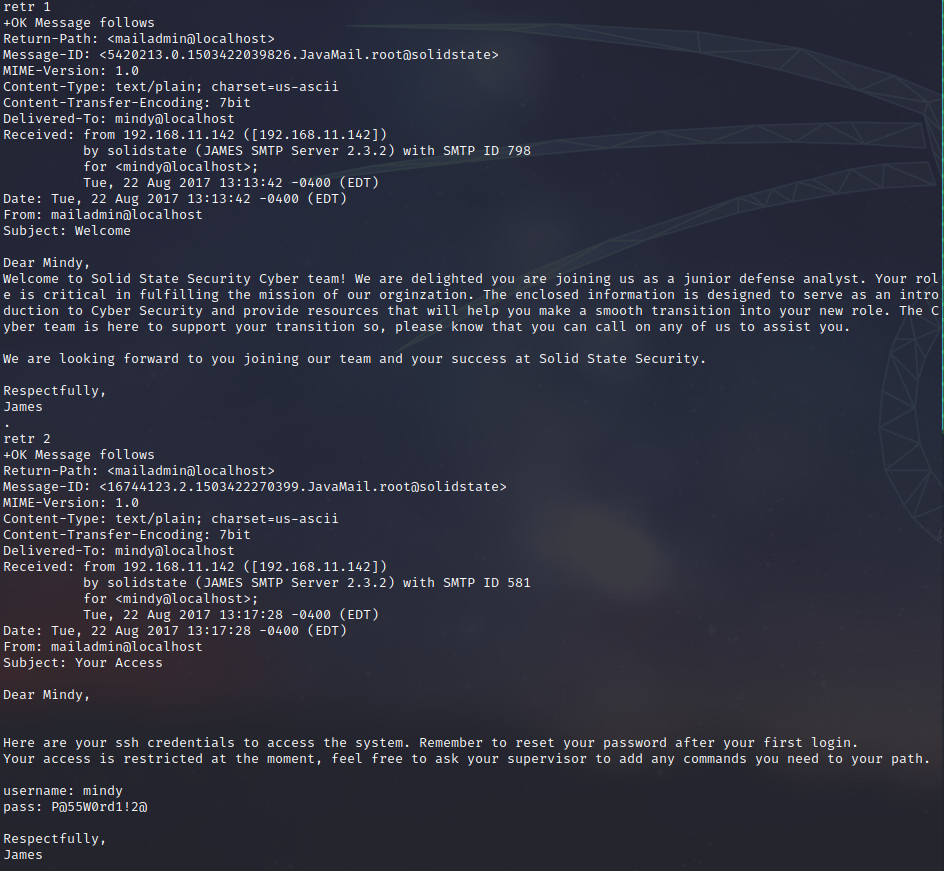 retr 1
+OK Message follows
Return-Path: <mailadmin@localhost>
Message-ID: <5420213.0.1503422039826.JavaMail.root@solidstate>
MIME-Version: 1.0
Content-Type: text/plain; charset=us-ascii
Content-Transfer-Encoding: 7bit
Delivered-To: mindy@localhost
Received: from 192.168.11.142 ([192.168.11.142])
          by solidstate (JAMES SMTP Server 2.3.2) with SMTP ID 798
          for <mindy@localhost>;
          Tue, 22 Aug 2017 13:13:42 -0400 (EDT)
Date: Tue, 22 Aug 2017 13:13:42 -0400 (EDT)
From: mailadmin@localhost
Subject: Welcome

Dear Mindy,
Welcome to Solid State Security Cyber team! We are delighted you are joining us as a junior defense analyst. Your rol
e is critical in fulfilling the mission of our orginzation. The enclosed information is designed to serve as an intro
duction to Cyber Security and provide resources that will help you make a smooth transition into your new role. The C
yber team is here to support your transition so, please know that you can call on any of us to assist you.

We are looking forward to you joining our team and your success at Solid State Security.

Respectfully,
James
.
retr 2
+OK Message follows
Return-Path: <mailadmin@localhost>
Message-ID: <16744123.2.1503422270399.JavaMail.root@solidstate>
MIME-Version: 1.0
Content-Type: text/plain; charset=us-ascii
Content-Transfer-Encoding: 7bit
Delivered-To: mindy@localhost
Received: from 192.168.11.142 ([192.168.11.142])
          by solidstate (JAMES SMTP Server 2.3.2) with SMTP ID 581
          for <mindy@localhost>;
          Tue, 22 Aug 2017 13:17:28 -0400 (EDT)
Date: Tue, 22 Aug 2017 13:17:28 -0400 (EDT)
From: mailadmin@localhost
Subject: Your Access

Dear Mindy,


Here are your ssh credentials to access the system. Remember to reset your password after your first login.
Your access is restricted at the moment, feel free to ask your supervisor to add any commands you need to your path.

username: mindy
pass: P@55W0rd1!2@

Respectfully,
James